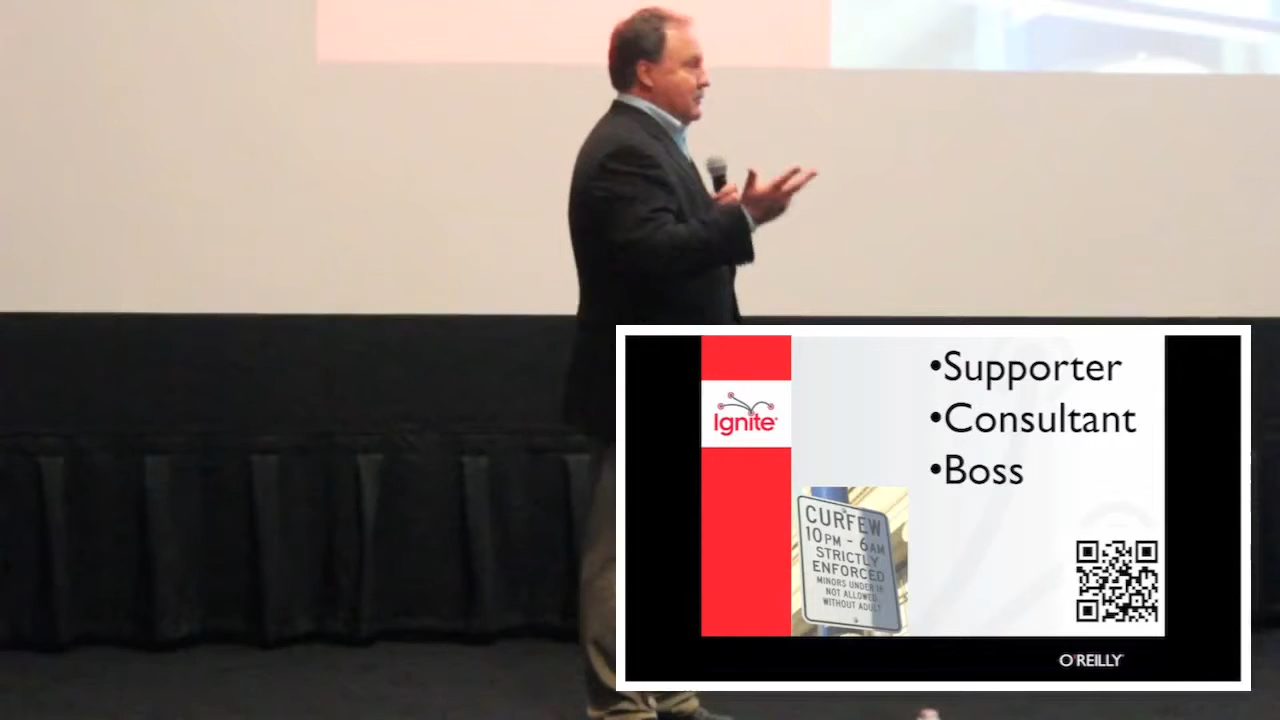 •Supporter
•Consultant
•Boss
Ignite
CURFEW
10PM - 6AM
STRICTLY
ENFORCED
MINORS UNDER 18
NOT ALLOWED
WITHOUT ADULT
O'REILLY